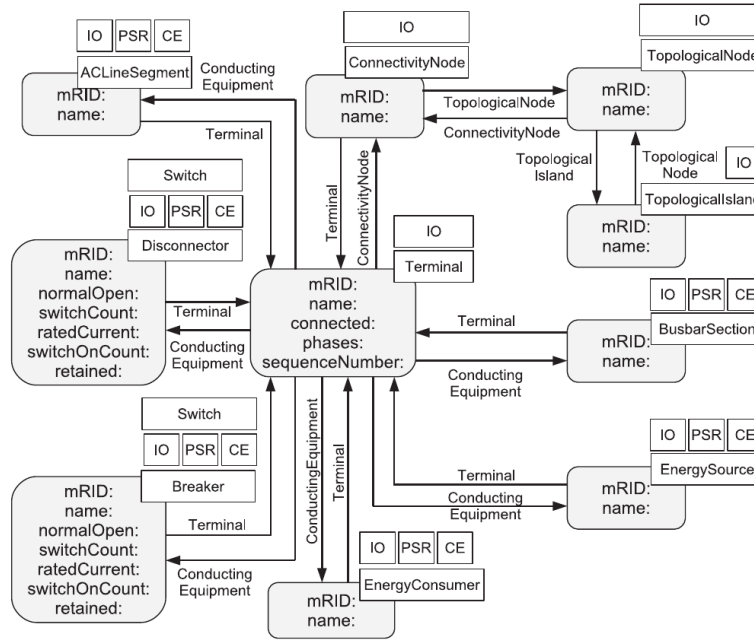 IO PSR CE
ACLineSegment
mRID:
name:
Conducting
Equipment
Terminal
IO
ConnectivityNode
mRID:
name:
TopologicalNode
ConnectivityNode
IO
TopologicalNode
mRID:
name:
Topological
Island
Topological
Node
IO
TopologicalIsland
mRID:
name:
Terminal
ConnectivityNode
Switch
IO PSR CE
Disconnector
mRID:
name:
normalOpen:
switchCount:
ratedCurrent:
switchOnCount:
retained:
Terminal
Conducting
Equipment
IO
Terminal
mRID:
name:
connected:
phases:
sequenceNumber:
IO PSR CE
BusbarSection
mRID:
name:
Terminal
Conducting
Equipment
Switch
IO PSR CE
Breaker
mRID:
name:
normalOpen:
switchCount:
ratedCurrent:
switchOnCount:
retained:
Terminal
Conducting
Equipment
ConductingEquipment
Terminal
IO PSR CE
EnergyConsumer
mRID:
name:
IO PSR CE
EnergySource
mRID:
name:
Terminal
Conducting
Equipment